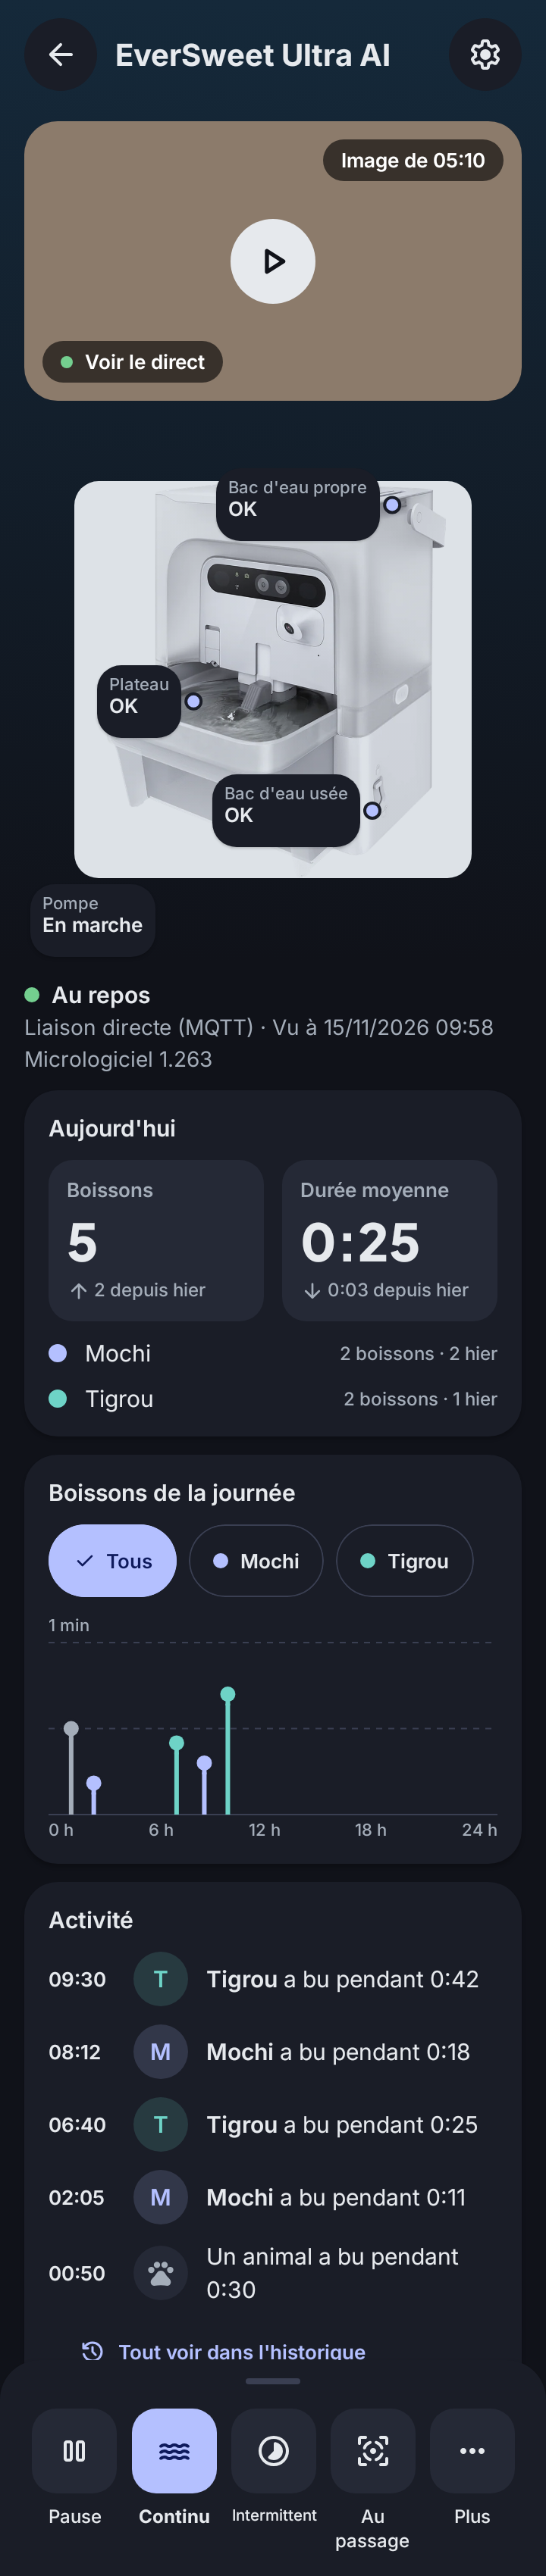 EverSweet Ultra AI
Image de 05:10
Voir le direct
Bac d'eau propre
OK
Plateau
OK
Bac d'eau usée
OK
Pompe
En marche
Au repos
Liaison directe (MQTT) · Vu à 15/11/2026 09:58
Micrologiciel 1.263
Aujourd'hui
Boissons
5
2 depuis hier
Durée moyenne
0:25
0:03 depuis hier
Mochi
2 boissons · 2 hier
Tigrou
2 boissons · 1 hier
Boissons de la journée
Tous
Mochi
Tigrou
1 min
0 h
6 h
12 h
18 h
24 h
Activité
09:30
T
Tigrou a bu pendant 0:42
08:12
M
Mochi a bu pendant 0:18
06:40
T
Tigrou a bu pendant 0:25
02:05
M
Mochi a bu pendant 0:11
00:50
Un animal a bu pendant
0:30
Tout voir dans l'historique
Pause
Continu
Intermittent
Au
passage
Plus